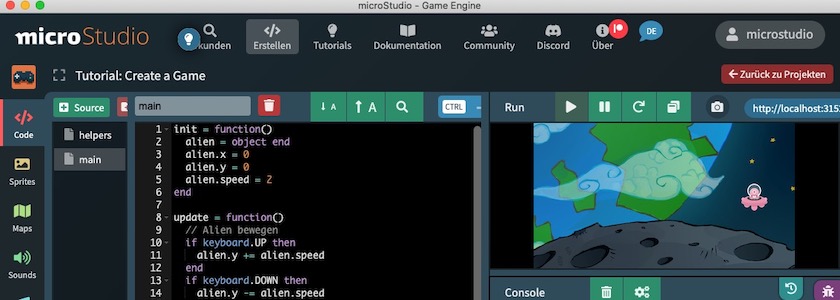 microStudio - Game Engine
microStudio
kunden
Erstellen
Tutorials
Dokumentation
Community
Discord
Über
DE
microstudio
Tutorial: Create a Game
Zurück zu Projekten
Code
Sprites
Maps
Sounds
Source
main
A
A
CTRL
helpers
main
1 init = function()
2 alien = object end
3 alien.x = 0
4 alien.y = 0
5 alien.speed = 2
6 end
7
8 update = function()
9 // Alien bewegen
10 if keyboard.UP then
11 alien.y += alien.speed
12 end
13 if keyboard.DOWN then
14 alien.y -= alien.speed
Run
http://localhost:315
Console